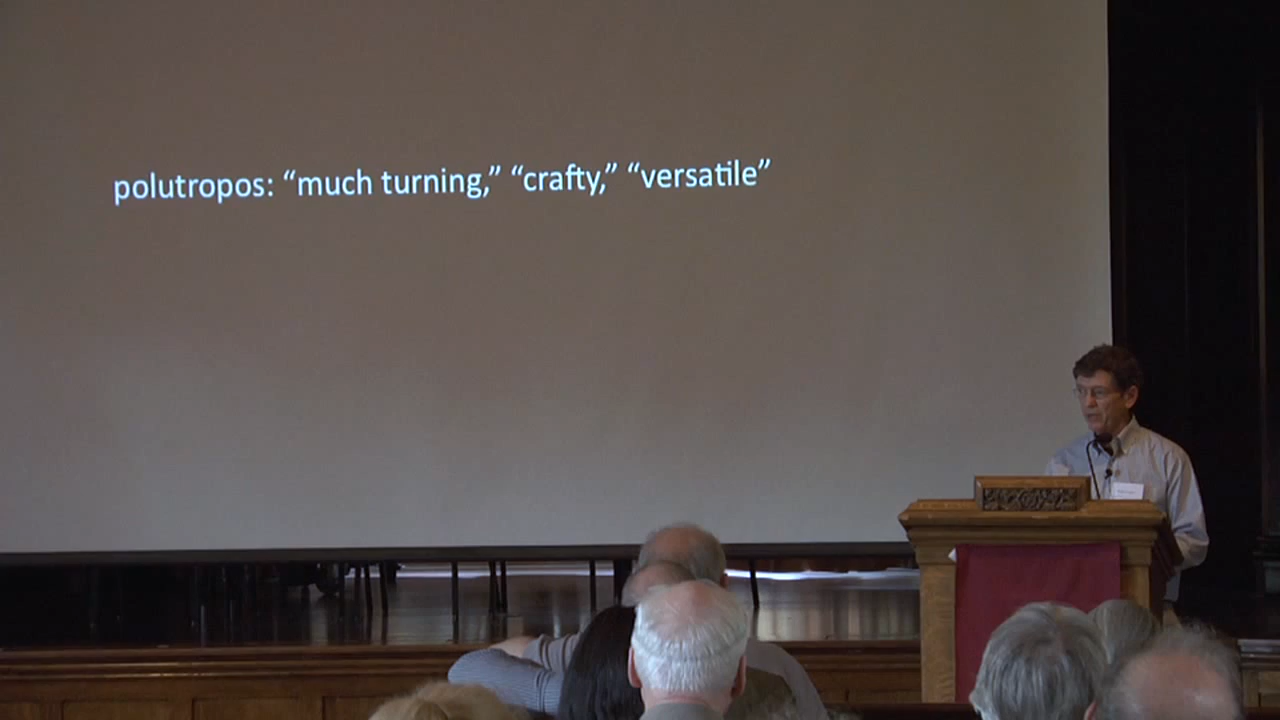 polutropos: “much turning,” “crafty,” “versatile”